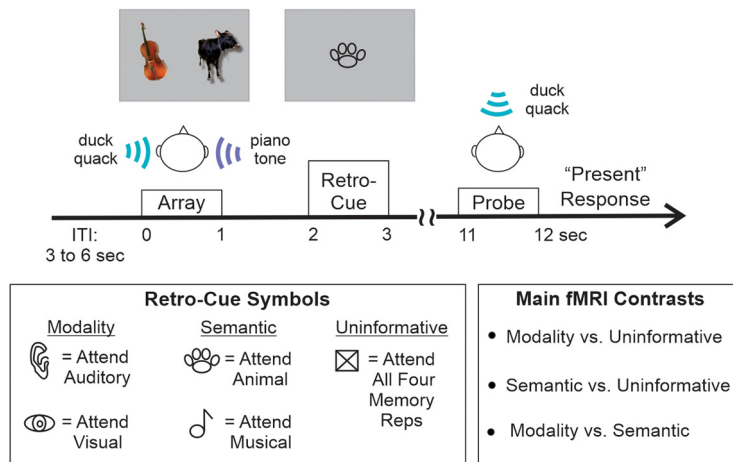 duck
quack
piano
tone
duck
quack
Array
Retro-
Cue
Probe
“Present”
Response
ITI:
3 to 6 sec
0
1
2
3
11
12 sec
Retro-Cue Symbols
Modality
= Attend
Auditory
= Attend
Visual
Semantic
= Attend
Animal
= Attend
Musical
Uninformative
= Attend
All Four
Memory
Reps
Main fMRI Contrasts
• Modality vs. Uninformative
• Semantic vs. Uninformative
• Modality vs. Semantic